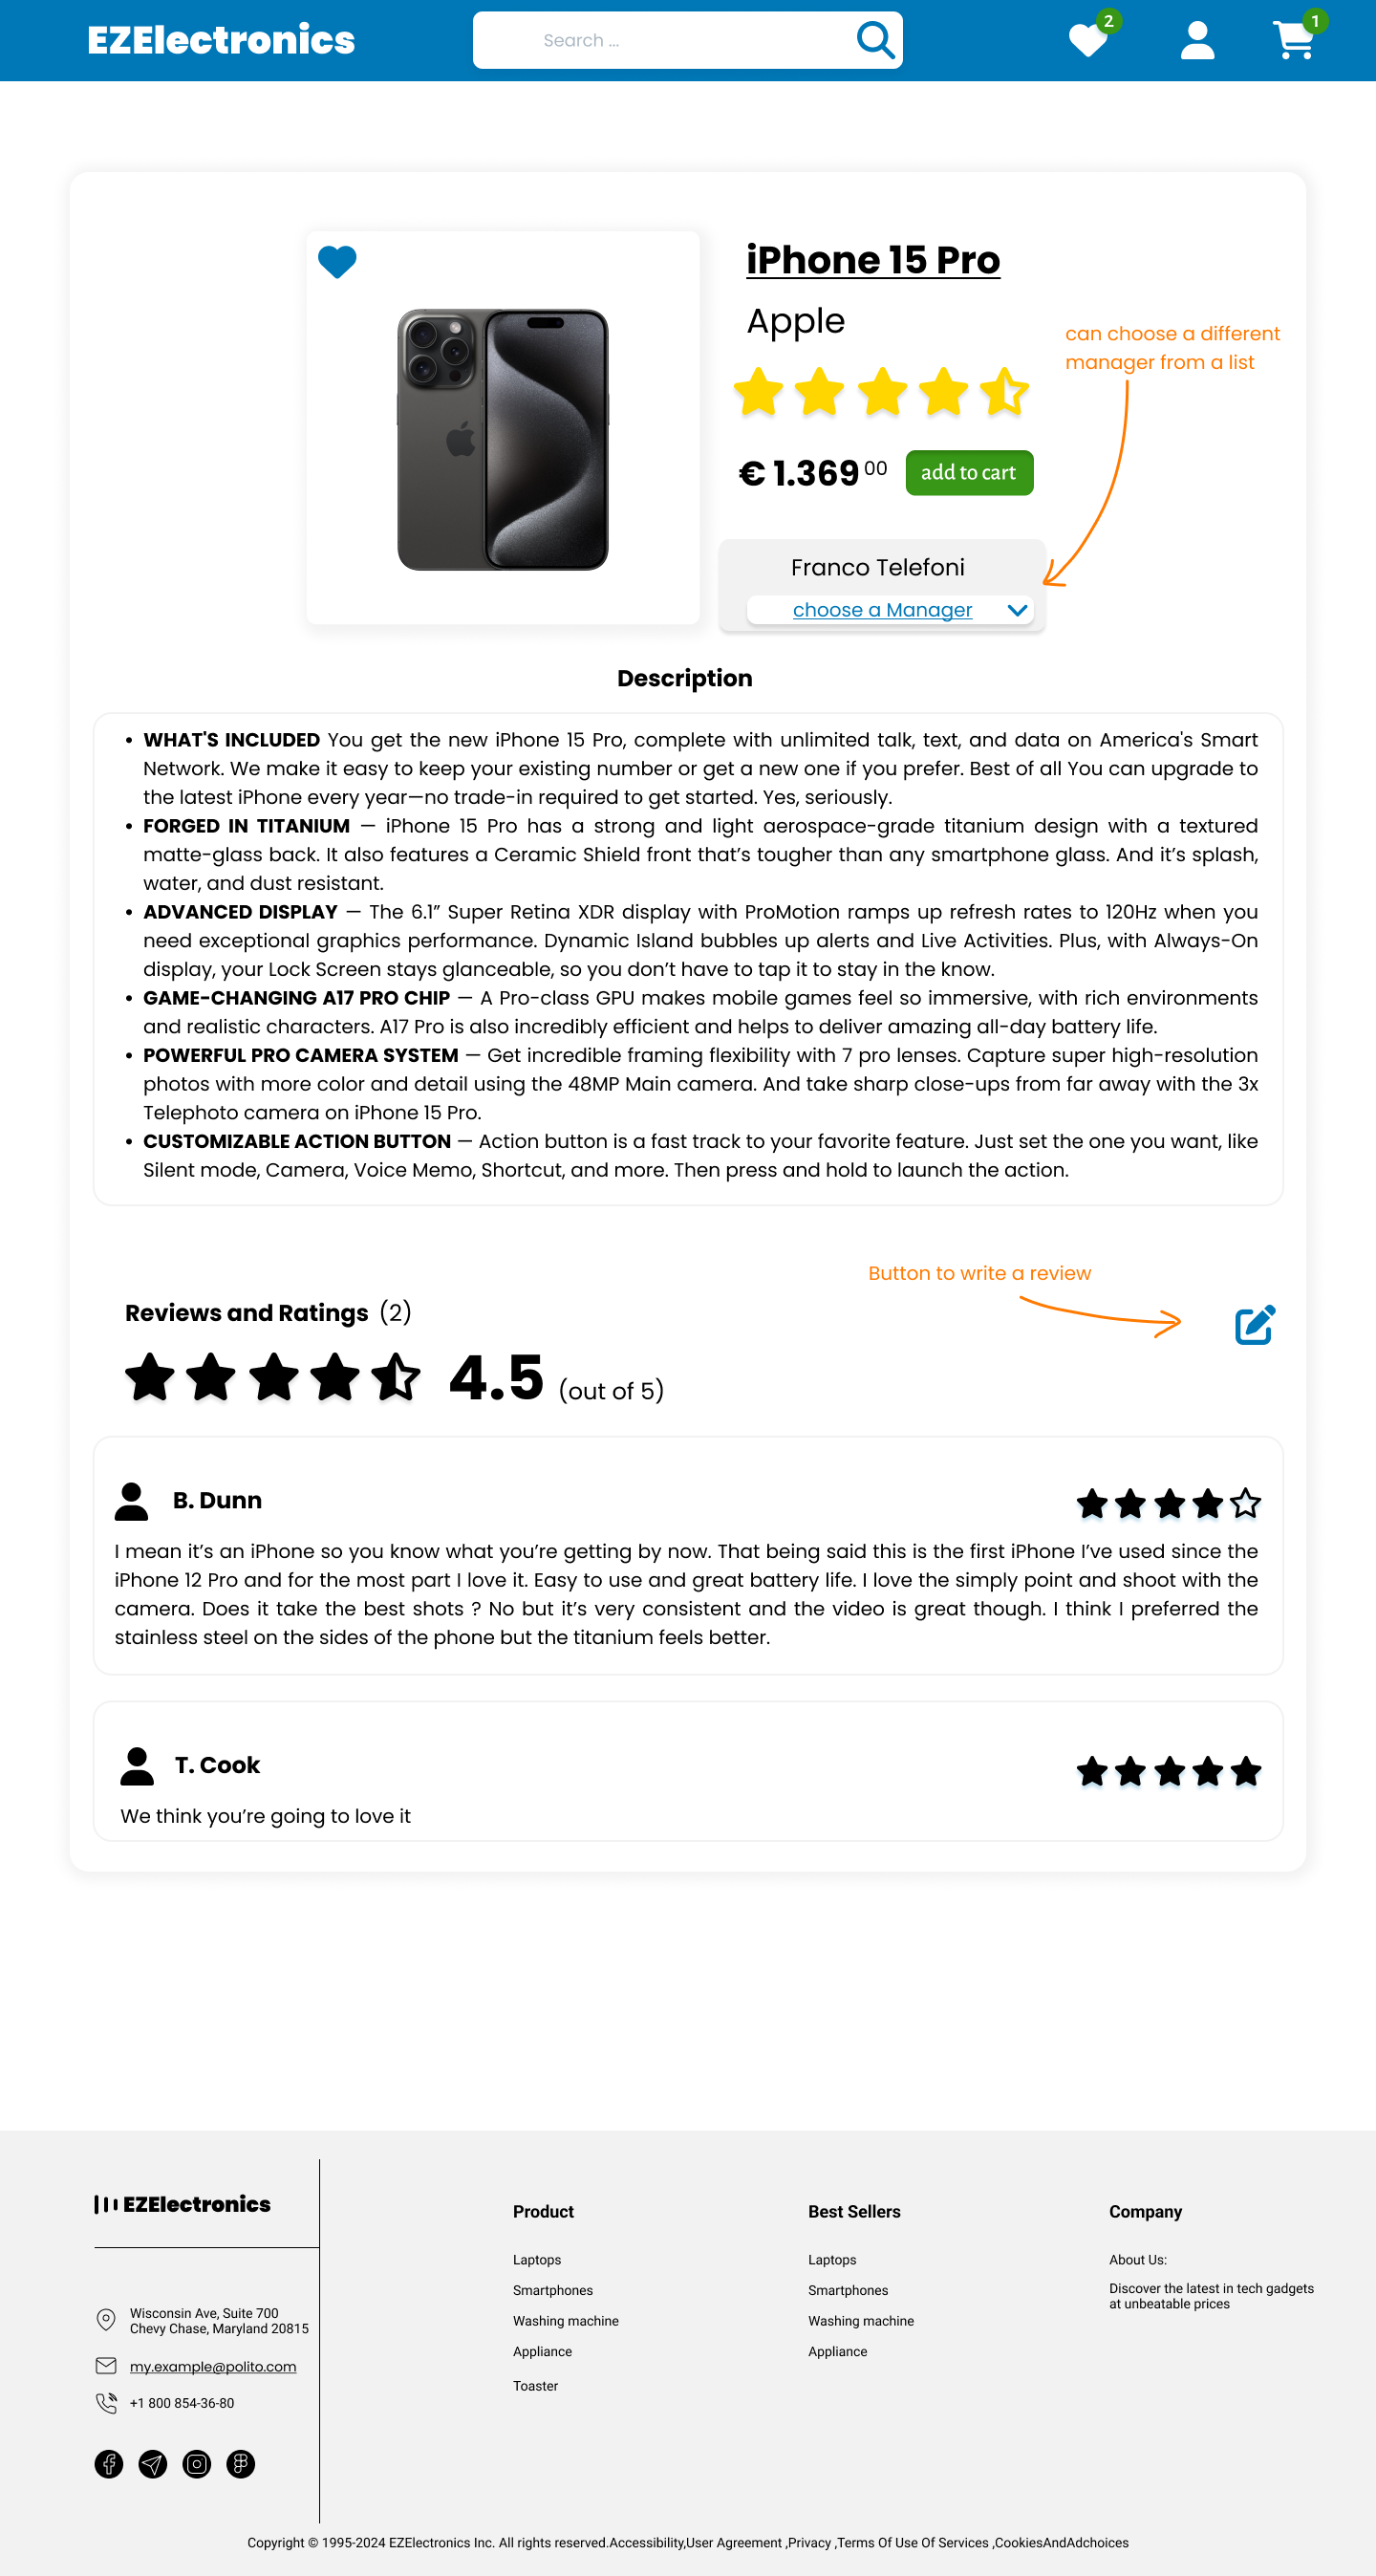 EZElectronics
Search ...
2
1
iPhone 15 Pro
Apple
can choose a different
manager from a list
€ 1.369 00
add to cart
Franco Telefoni
choose a Manager
Description
• WHAT'S INCLUDED You get the new iPhone 15 Pro, complete with unlimited talk, text, and data on America's Smart
Network. We make it easy to keep your existing number or get a new one if you prefer. Best of all You can upgrade to
the latest iPhone every year—no trade-in required to get started. Yes, seriously.
• FORGED IN TITANIUM — iPhone 15 Pro has a strong and light aerospace-grade titanium design with a textured
matte-glass back. It also features a Ceramic Shield front that’s tougher than any smartphone glass. And it’s splash,
water, and dust resistant.
• ADVANCED DISPLAY — The 6.1” Super Retina XDR display with ProMotion ramps up refresh rates to 120Hz when you
need exceptional graphics performance. Dynamic Island bubbles up alerts and Live Activities. Plus, with Always-On
display, your Lock Screen stays glanceable, so you don’t have to tap it to stay in the know.
• GAME-CHANGING A17 PRO CHIP — A Pro-class GPU makes mobile games feel so immersive, with rich environments
and realistic characters. A17 Pro is also incredibly efficient and helps to deliver amazing all-day battery life.
• POWERFUL PRO CAMERA SYSTEM — Get incredible framing flexibility with 7 pro lenses. Capture super high-resolution
photos with more color and detail using the 48MP Main camera. And take sharp close-ups from far away with the 3x
Telephoto camera on iPhone 15 Pro.
• CUSTOMIZABLE ACTION BUTTON — Action button is a fast track to your favorite feature. Just set the one you want, like
Silent mode, Camera, Voice Memo, Shortcut, and more. Then press and hold to launch the action.
Button to write a review
Reviews and Ratings (2)
4.5 (out of 5)
B. Dunn
I mean it’s an iPhone so you know what you’re getting by now. That being said this is the first iPhone I’ve used since the
iPhone 12 Pro and for the most part I love it. Easy to use and great battery life. I love the simply point and shoot with the
camera. Does it take the best shots ? No but it’s very consistent and the video is great though. I think I preferred the
stainless steel on the sides of the phone but the titanium feels better.
T. Cook
We think you’re going to love it
EZElectronics
Wisconsin Ave, Suite 700
Chevy Chase, Maryland 20815
my.example@polito.com
+1 800 854-36-80
Product
Laptops
Smartphones
Washing machine
Appliance
Toaster
Best Sellers
Laptops
Smartphones
Washing machine
Appliance
Company
About Us:
Discover the latest in tech gadgets
at unbeatable prices
Copyright © 1995-2024 EZElectronics Inc. All rights reserved.Accessibility,User Agreement ,Privacy ,Terms Of Use Of Services ,CookiesAndAdchoices